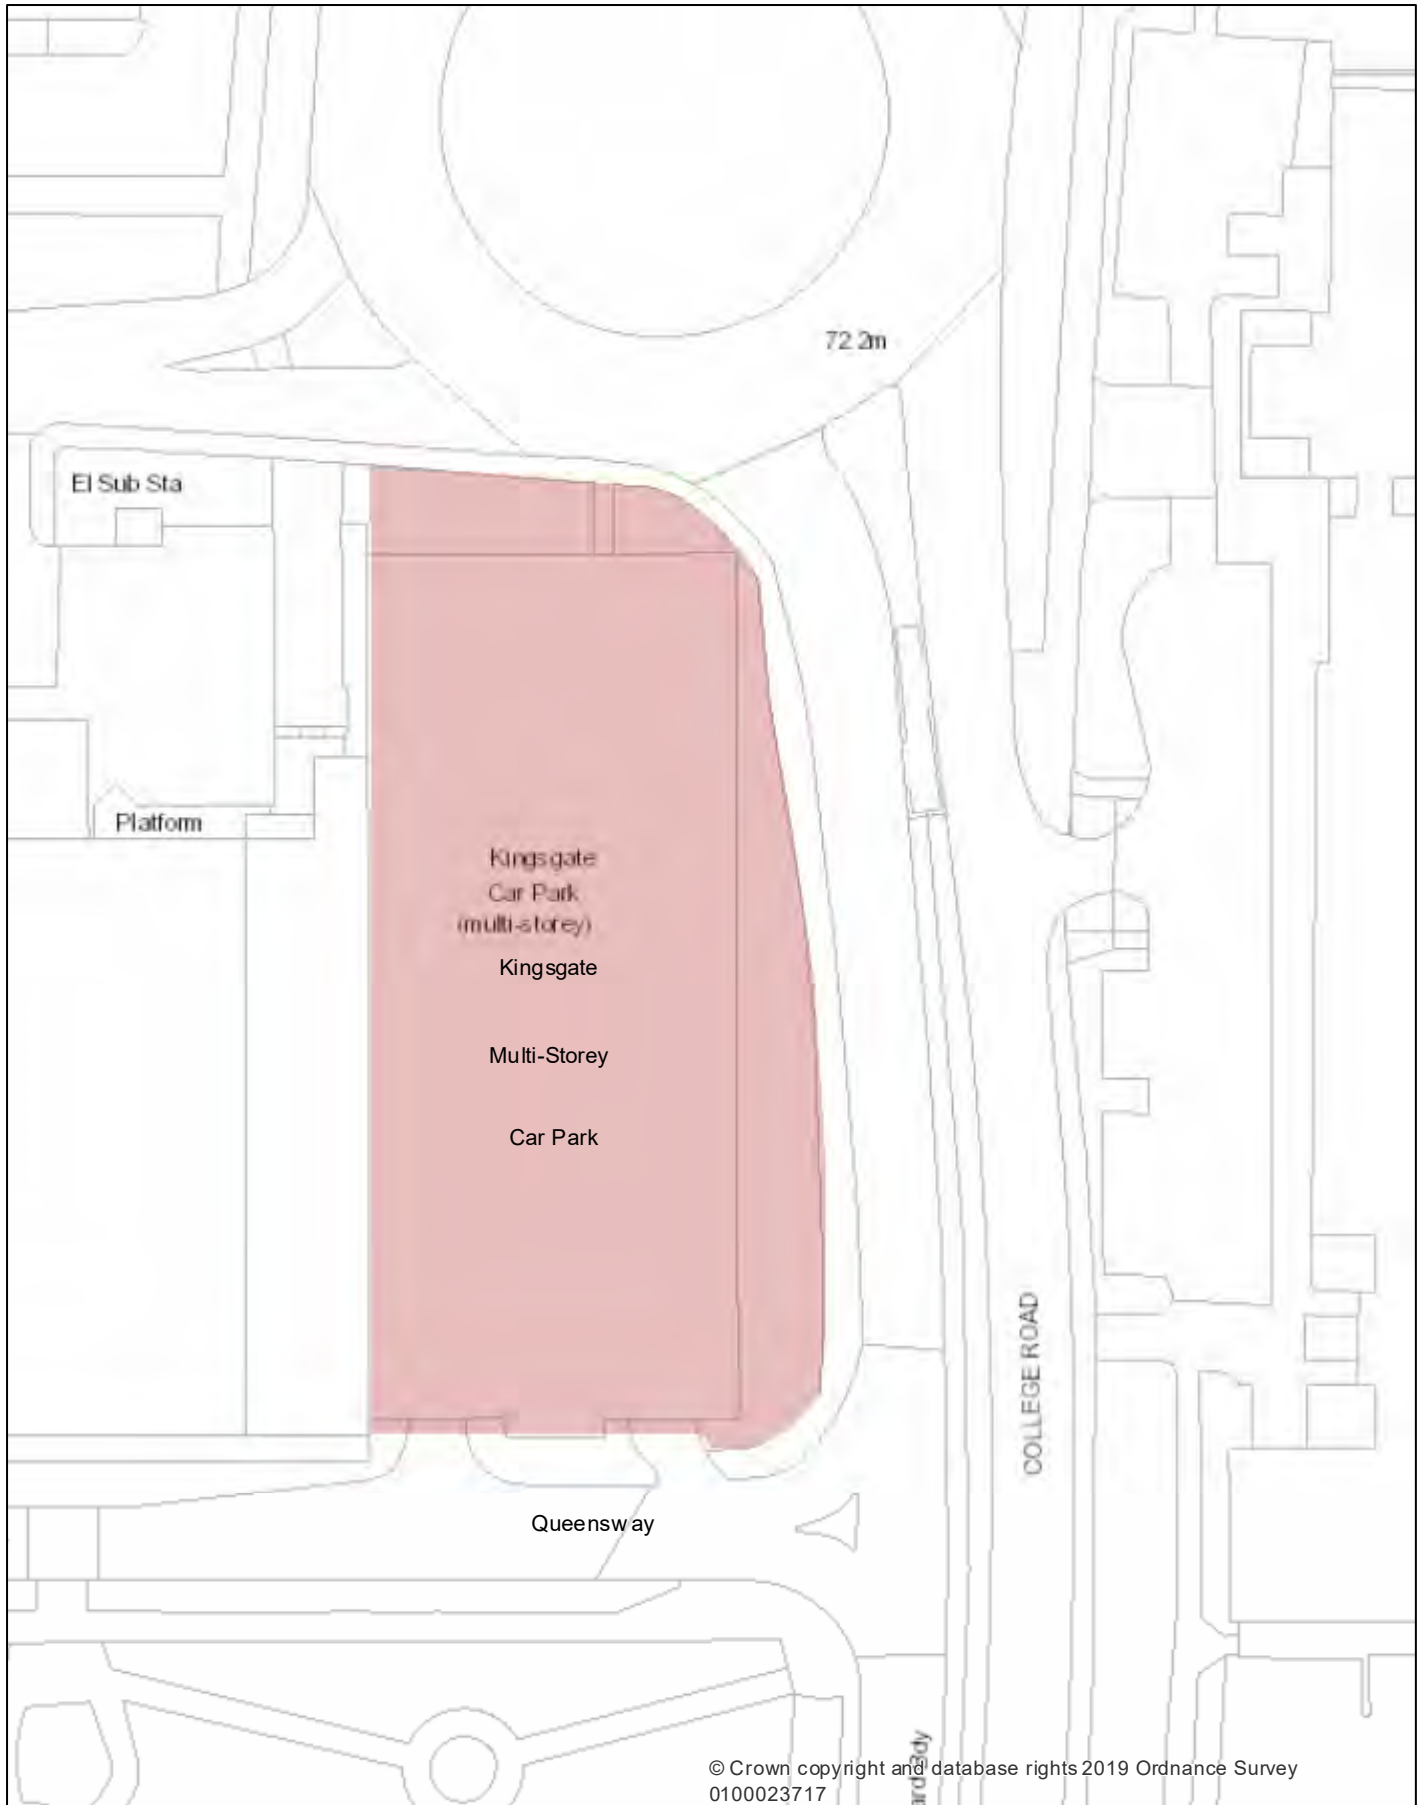 72 2m
El Sub Sta
Platform
Kingsgate
Car Park
(multi-storey)
Kingsgate
Multi-Storey
Car Park
COLLEGE ROAD
Queensway
© Crown copyright and database rights 2019 Ordnance Survey
0100023717